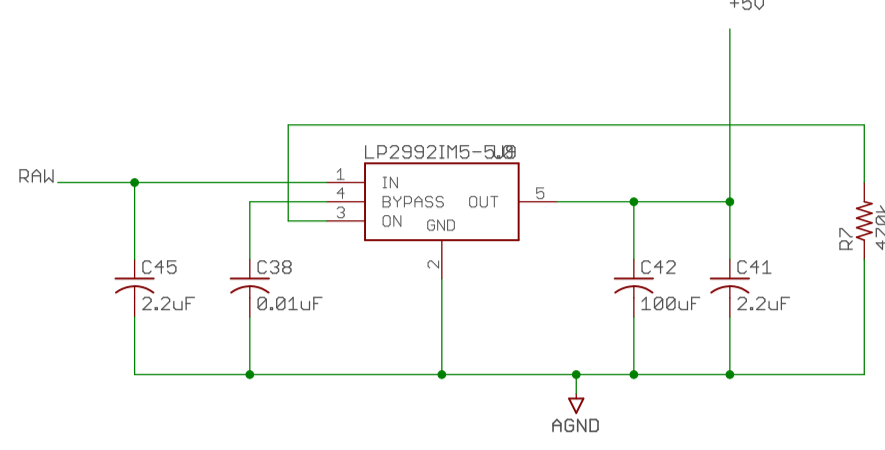 +5V
LP2992IM5-5.0
RAW
1
IN
4
BYPASS
OUT
5
3
ON
GND
2
C45
2.2uF
C38
0.01uF
C42
100uF
C41
2.2uF
R7
470k
AGND